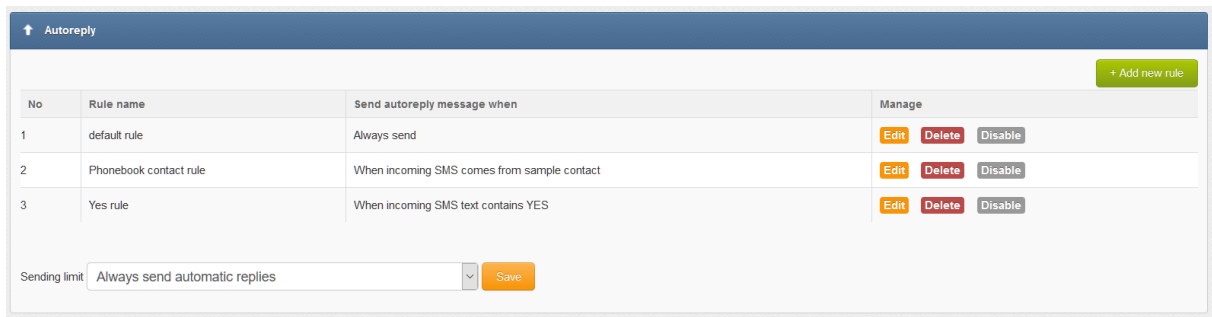 Autoreply
+ Add new rule
No Rule name Send autoreply message when Manage
1 default rule Always send Edit Delete Disable
2 Phonebook contact rule When incoming SMS comes from sample contact Edit Delete Disable
3 Yes rule When incoming SMS text contains YES Edit Delete Disable
Sending limit Always send automatic replies Save